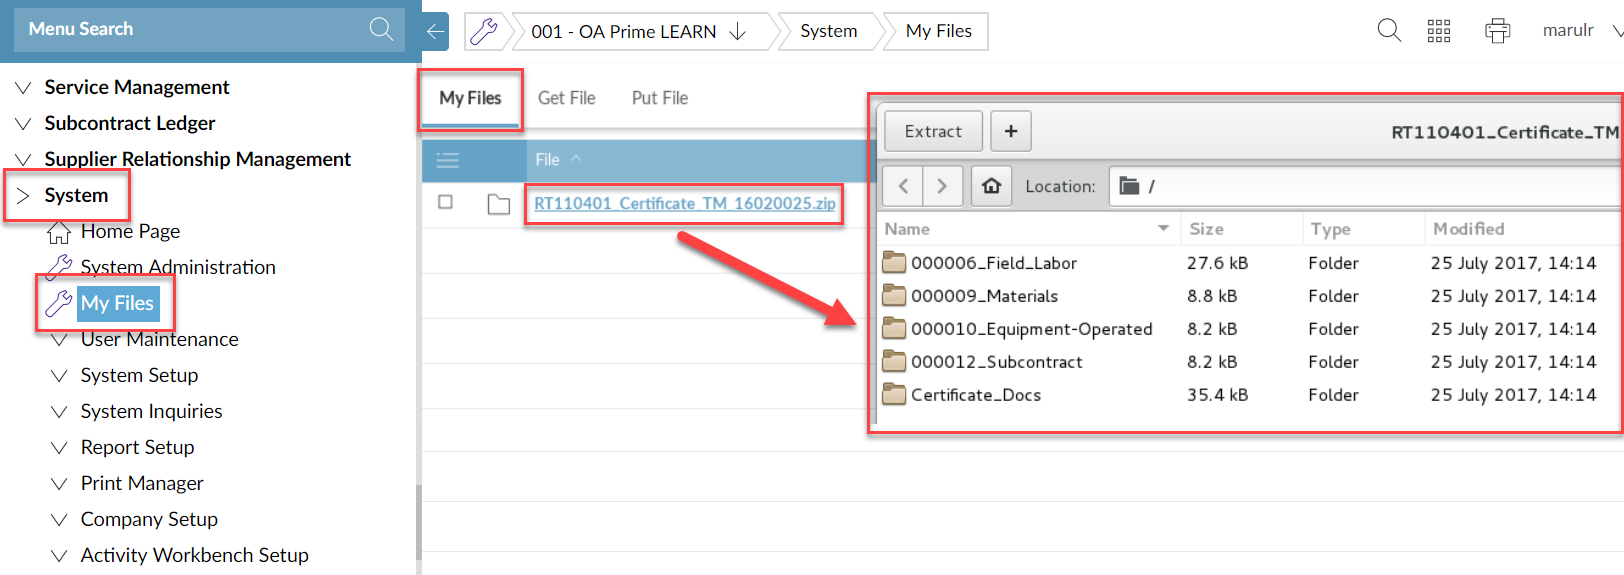 Menu Search
Service Management
Subcontract Ledger
Supplier Relationship Management
System
Home Page
System Administration
My Files
User Maintenance
System Setup
System Inquiries
Report Setup
Print Manager
Company Setup
Activity Workbench Setup
001 - OA Prime LEARN
System
My Files
marulr
My Files Get File Put File
File
RT110401_Certificate_TM_16020025.zip
Extract + RT110401_Certificate_TM
Location: /
Name Size Type Modified
000006_Field_Labor 27.6 kB Folder 25 July 2017, 14:14
000009_Materials 8.8 kB Folder 25 July 2017, 14:14
000010_Equipment-Operated 8.2 kB Folder 25 July 2017, 14:14
000012_Subcontract 8.2 kB Folder 25 July 2017, 14:14
Certificate_Docs 35.4 kB Folder 25 July 2017, 14:14